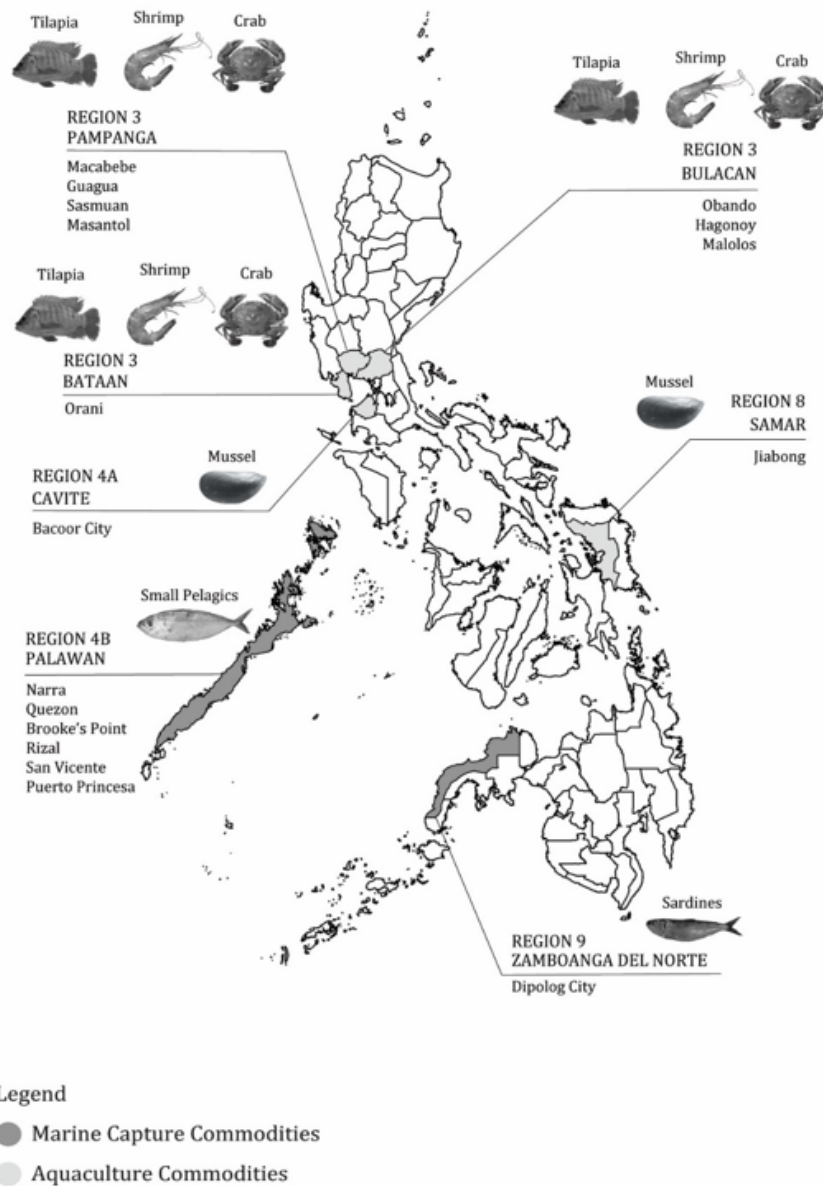 Tilapia
Shrimp
Crab
REGION 3
PAMPANGA
Macabebe
Guagua
Sasmuan
Masantol
Tilapia
Shrimp
Crab
REGION 3
BULACAN
Obando
Hagonoy
Malolos
Tilapia
Shrimp
Crab
REGION 3
BATAAN
Orani
Mussel
REGION 8
SAMAR
Jiabong
Mussel
REGION 4A
CAVITE
Bacoor City
Small Pelagics
REGION 4B
PALAWAN
Narra
Quezon
Brooke's Point
Rizal
San Vicente
Puerto Princesa
Sardines
REGION 9
ZAMBOANGA DEL NORTE
Dipolog City
Legend
Marine Capture Commodities
Aquaculture Commodities